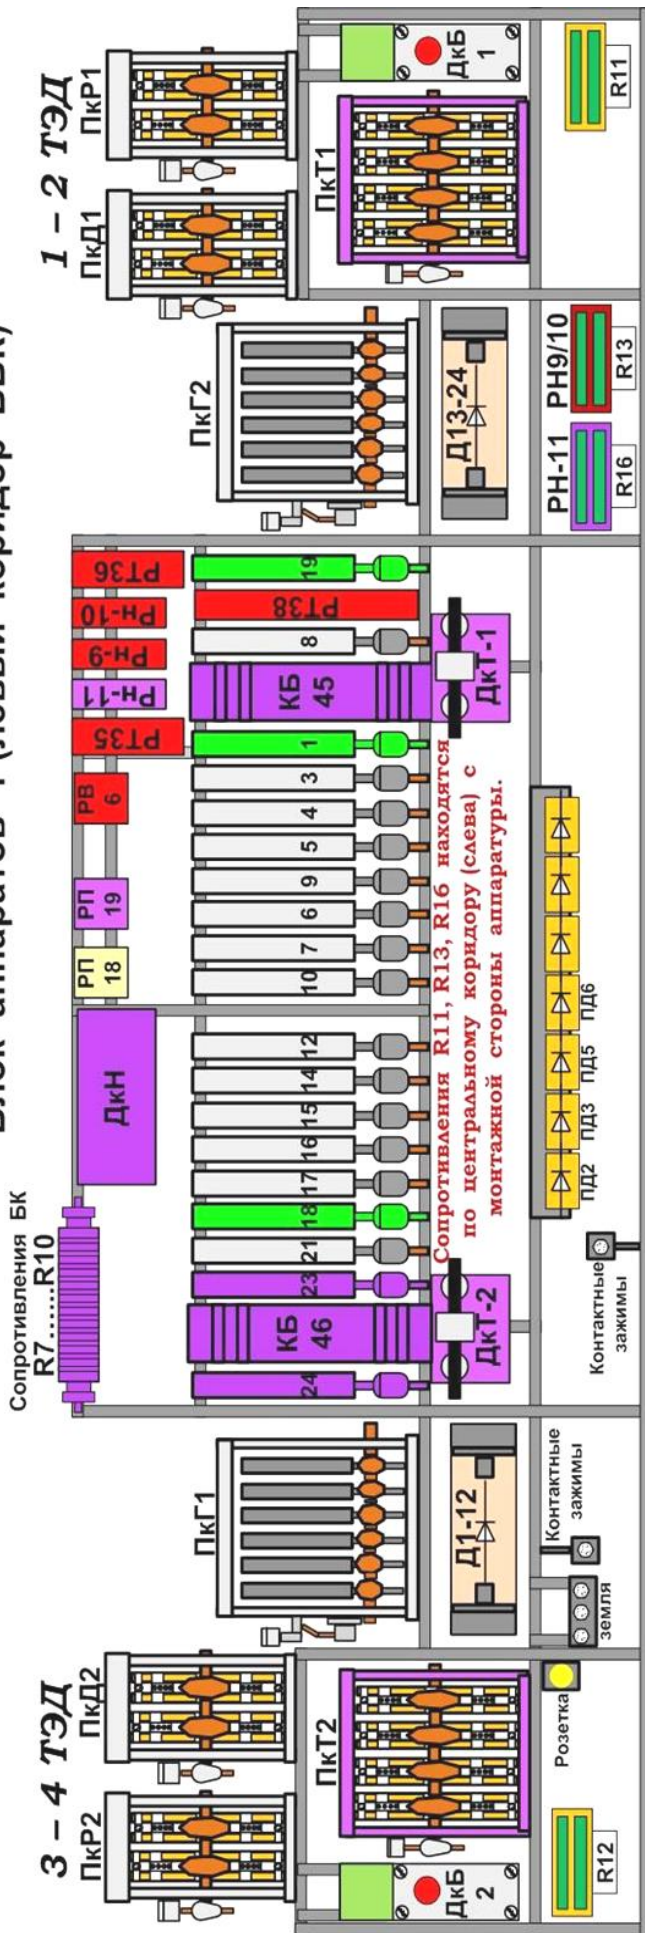 Блок аппаратов 1 (левый коридор ВВК)
Сопротивления БК
R7......R10
3 – 4 ТЭД
1 – 2 ТЭД
ПкР2
ПкД2
ПкД1
ПкР1
ПкГ1
ПкГ2
ДкН
РП
18
РП
19
РВ
6
РТ35
Рн-11
Рн-9
Рн-10
РТ36
24
КБ
46
23
21
18
17
16
15
14
12
10
7
6
9
5
4
3
1
КБ
45
8
РТ38
19
ПкТ2
ПкТ1
ДкБ
2
ДкБ
1
Д1-12
Д13-24
ДкТ-2
ДкТ-1
Сопротивления R11, R13, R16 находятся
по центральному коридору (слева) с
монтажной стороны аппаратуры.
R12
Розетка
земля
Контактные
зажимы
Контактные
зажимы
ПД2
ПД3
ПД5
ПД6
РН-11
R16
РН9/10
R13
R11